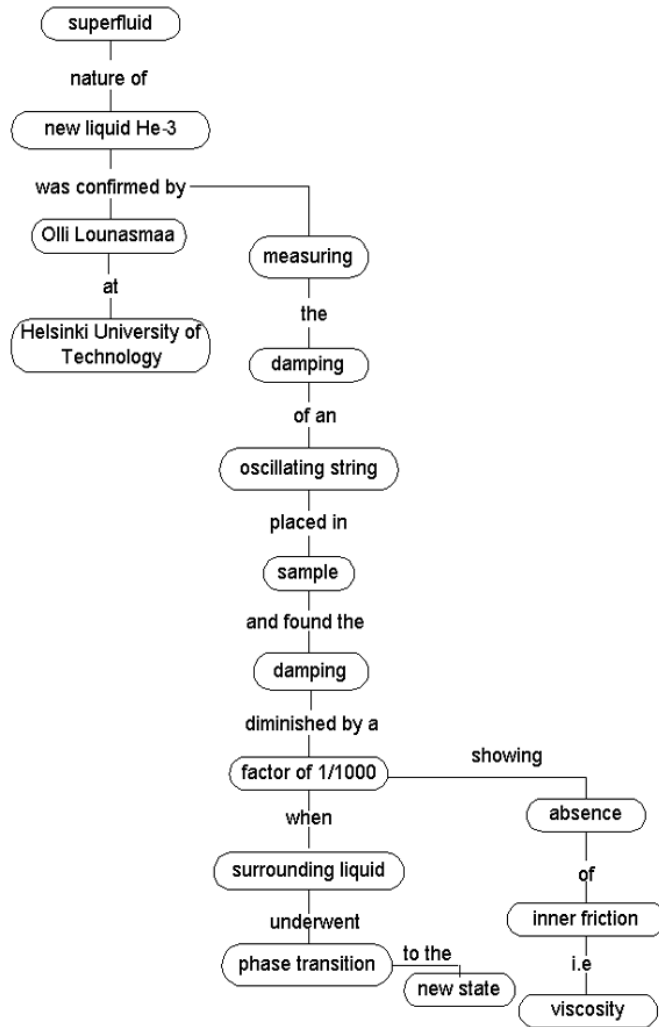 superfluid
nature of
new liquid He-3
was confirmed by
Olli Lounasmaa
at
Helsinki University of
Technology
measuring
the
damping
of an
oscillating string
placed in
sample
and found the
damping
diminished by a
factor of 1/1000
when
surrounding liquid
underwent
phase transition
to the
new state
showing
absence
of
inner friction
i.e
viscosity